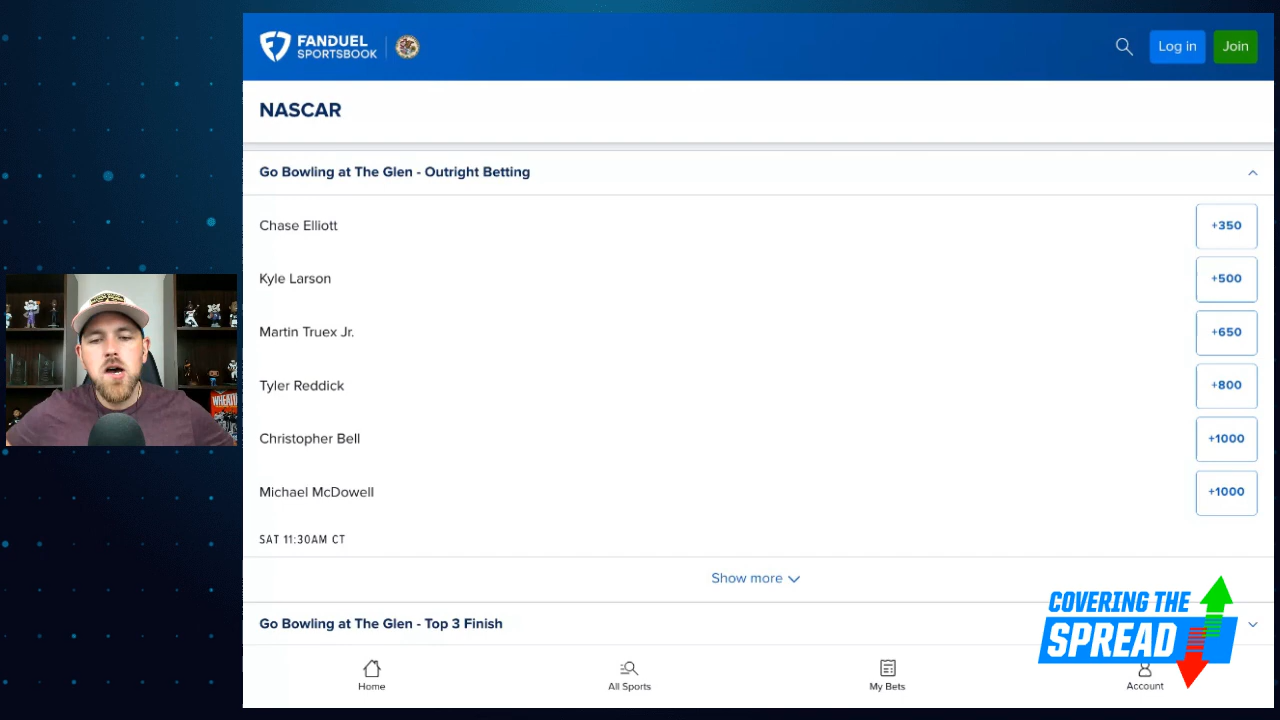 FANDUEL
SPORTSBOOK
Log in
Join
NASCAR
Go Bowling at The Glen - Outright Betting
Chase Elliott
+350
Kyle Larson
+500
Martin Truex Jr.
+650
Tyler Reddick
+800
Christopher Bell
+1000
Michael McDowell
+1000
SAT 11:30AM CT
Show more
Go Bowling at The Glen - Top 3 Finish
COVERING THE
SPREAD
Home
All Sports
My Bets
Account
WHEATIE